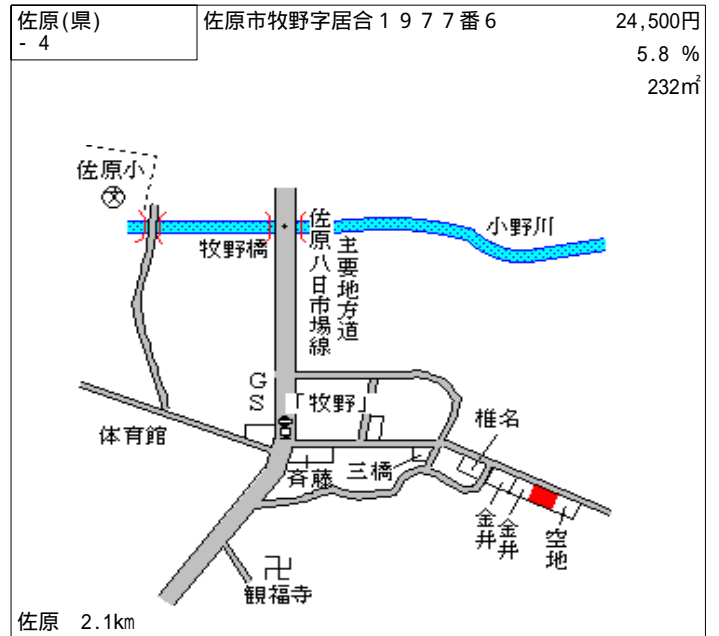 佐原(県)
- 4
佐原市牧野字居合1977番6
24,500円
5.8 %
232㎡
佐原小
文
牧野橋
佐原八日市場線
主要地方道
小野川
GS
「牧野」
体育館
斉藤
三橋
椎名
金井
金井
空地
卍
観福寺
佐原 2.1km